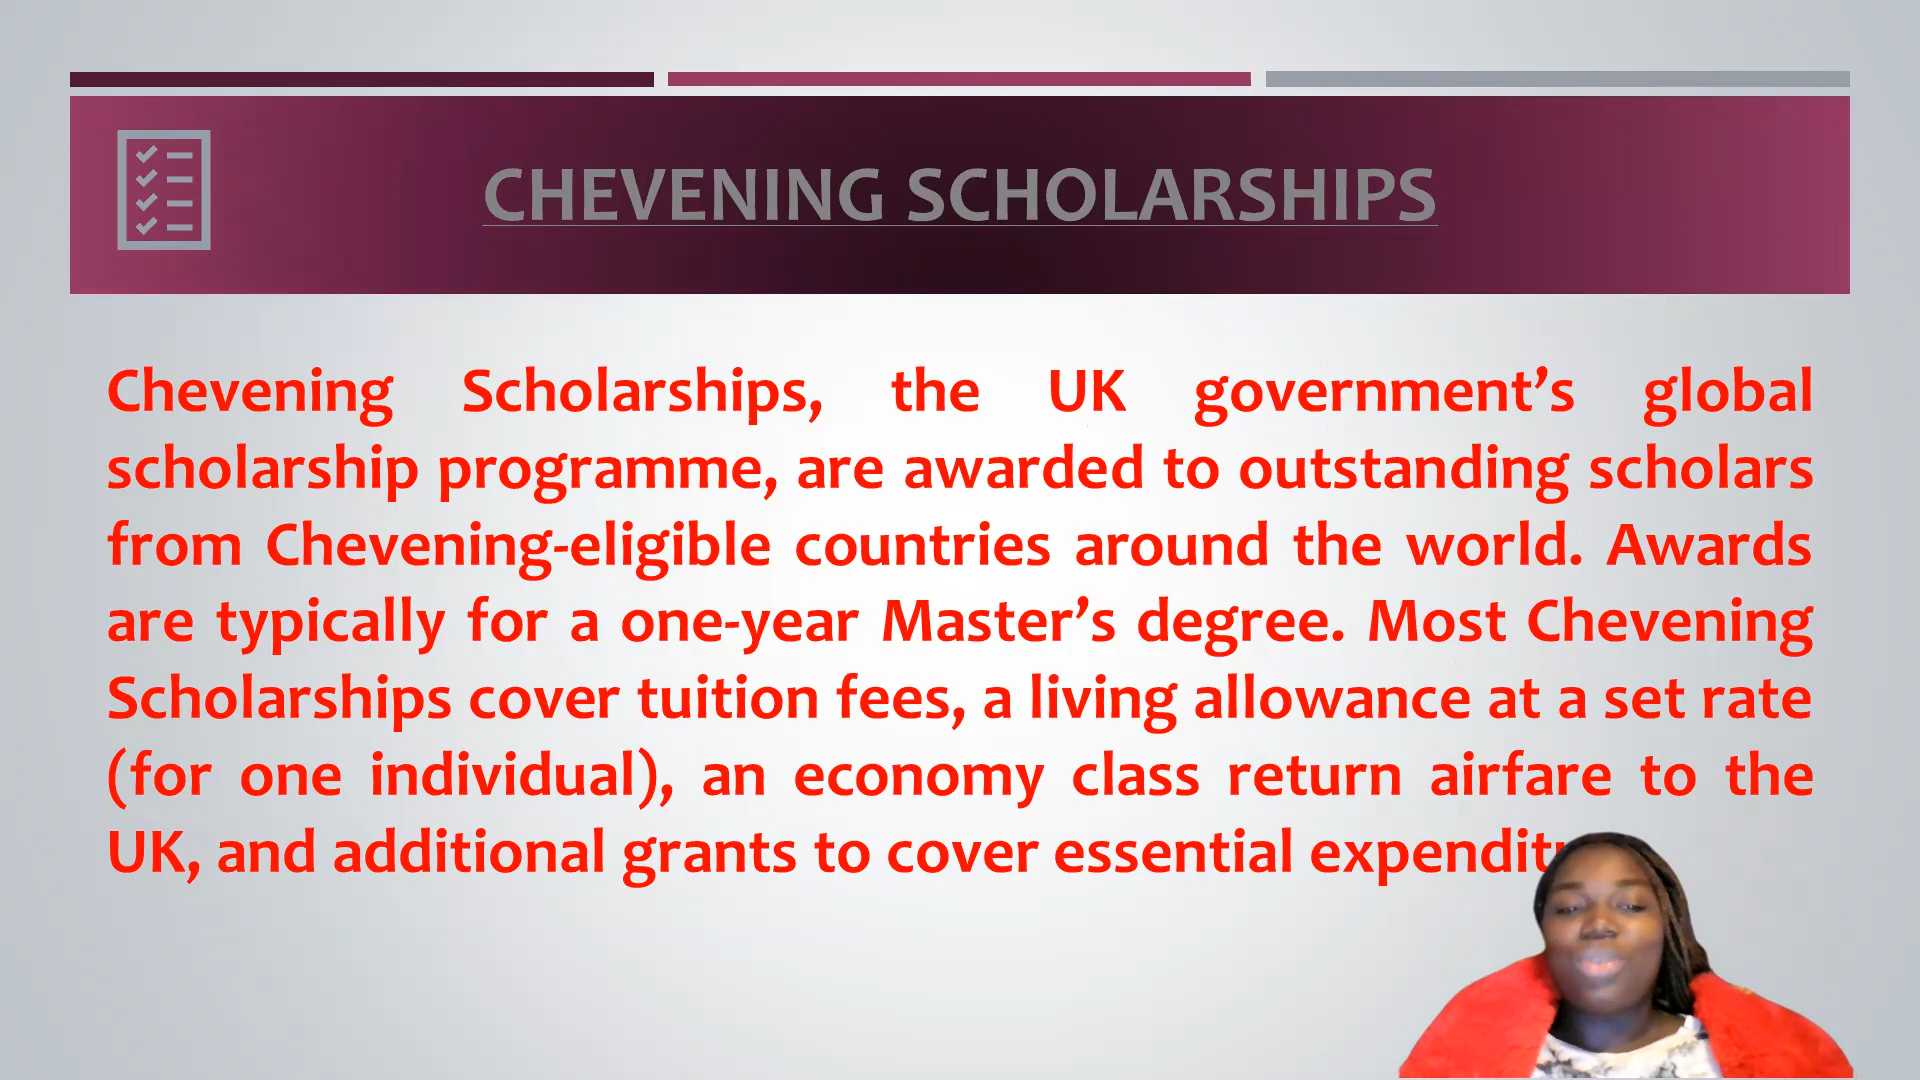 CHEVENING SCHOLARSHIPS
Chevening Scholarships, the UK government’s global
scholarship programme, are awarded to outstanding scholars
from Chevening-eligible countries around the world. Awards
are typically for a one-year Master’s degree. Most Chevening
Scholarships cover tuition fees, a living allowance at a set rate
(for one individual), an economy class return airfare to the
UK, and additional grants to cover essential